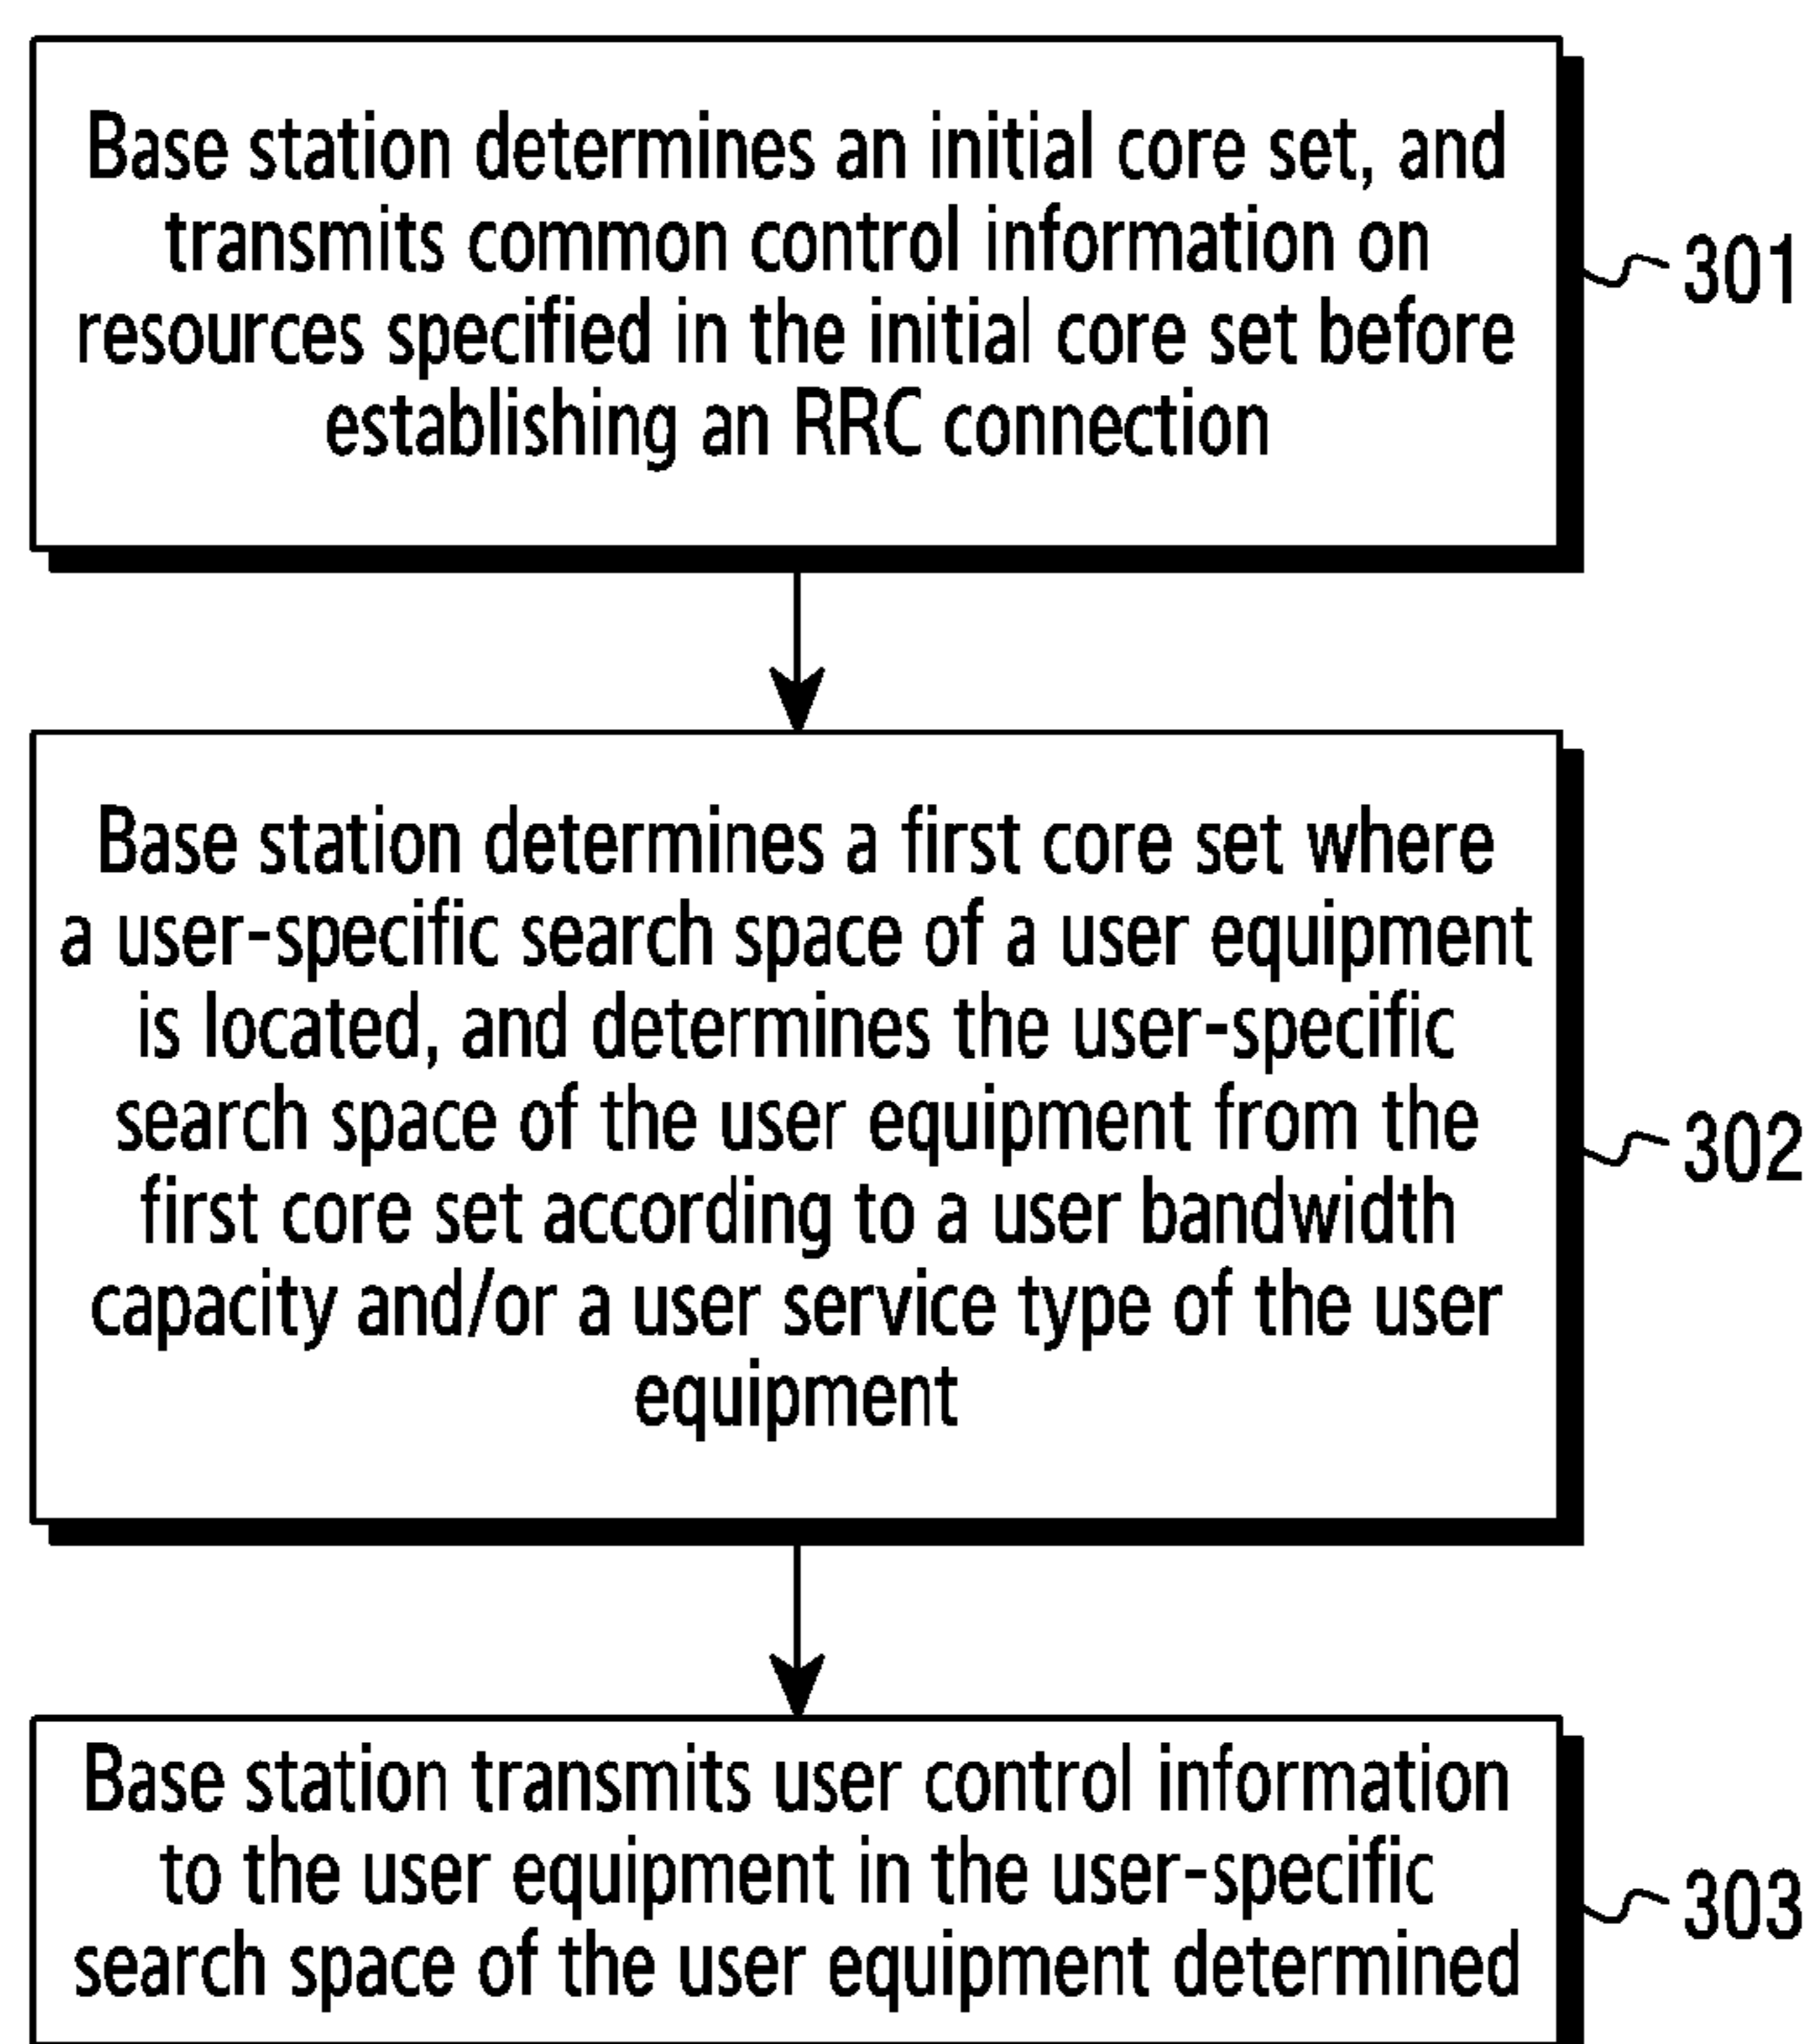 Base station determines an initial core set, and
transmits common control information on
resources specified in the initial core set before
establishing an RRC connection
301
Base station determines a first core set where
a user-specific search space of a user equipment
is located, and determines the user-specific
search space of the user equipment from the
first core set according to a user bandwidth
capacity and/or a user service type of the user
equipment
302
Base station transmits user control information
to the user equipment in the user-specific
search space of the user equipment determined
303